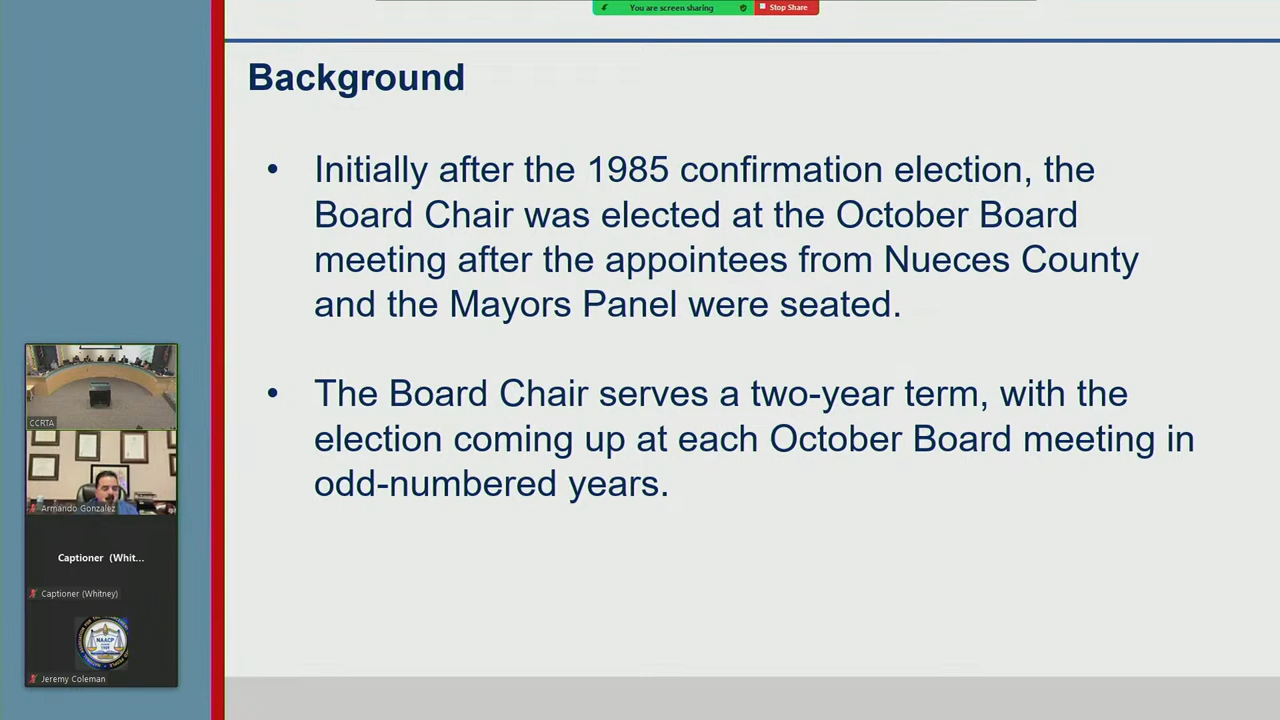 You are screen sharing
Stop Share
Background
• Initially after the 1985 confirmation election, the
Board Chair was elected at the October Board
meeting after the appointees from Nueces County
and the Mayors Panel were seated.
• The Board Chair serves a two-year term, with the
election coming up at each October Board meeting in
odd-numbered years.
CCRTA
Armando Gonzalez
Captioner (Whit...
Captioner (Whitney)
NAACP
Jeremy Coleman